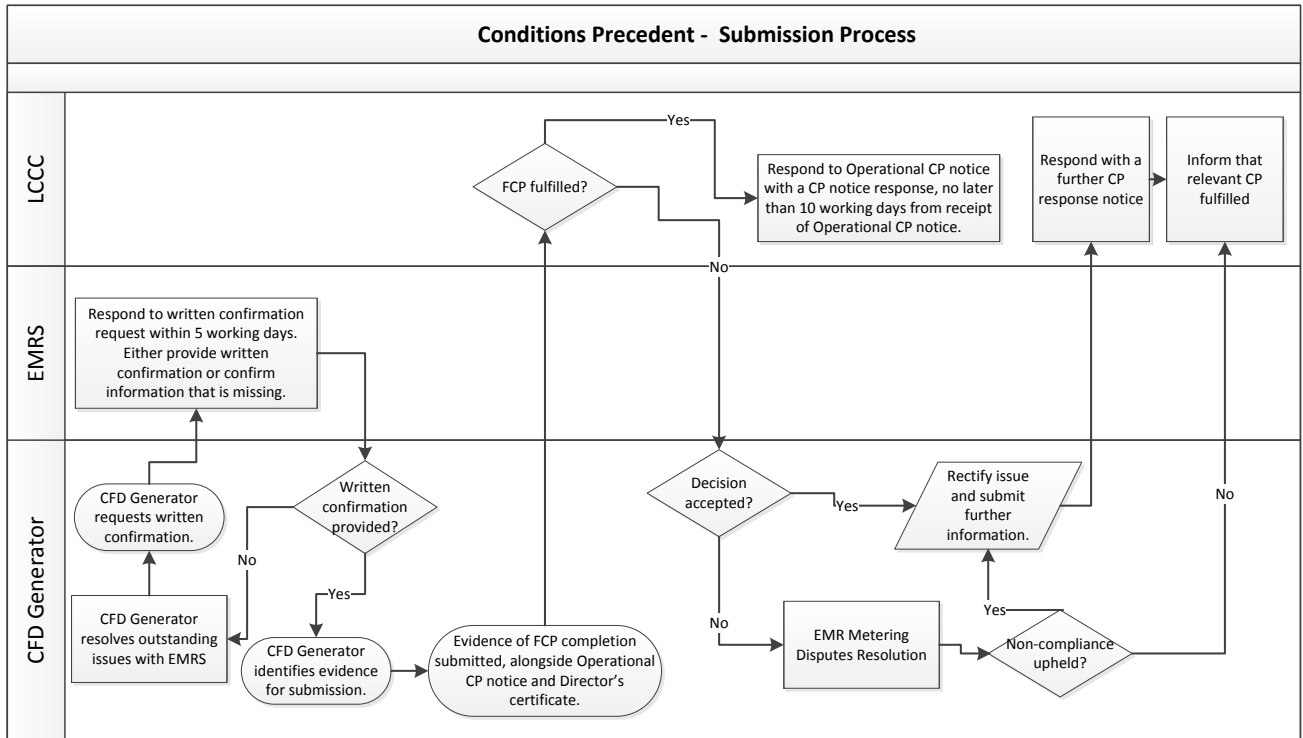 Conditions Precedent - Submission Process
LCCC
FCP fulfilled?
Yes
No
Respond to Operational CP notice
with a CP notice response, no later
than 10 working days from receipt
of Operational CP notice.
Respond with a
further CP
response notice
Inform that
relevant CP
fulfilled
EMRS
Respond to written confirmation
request within 5 working days.
Either provide written
confirmation or confirm
information that is missing.
CFD Generator
CFD Generator
requests written
confirmation.
Written
confirmation
provided?
No
Yes
CFD Generator
resolves outstanding
issues with EMRS
CFD Generator
identifies evidence
for submission.
Evidence of FCP completion
submitted, alongside Operational
CP notice and Director's
certificate.
Decision
accepted?
Yes
No
Rectify issue
and submit
further
information.
EMR Metering
Disputes Resolution
Yes
Non-compliance
upheld?
No